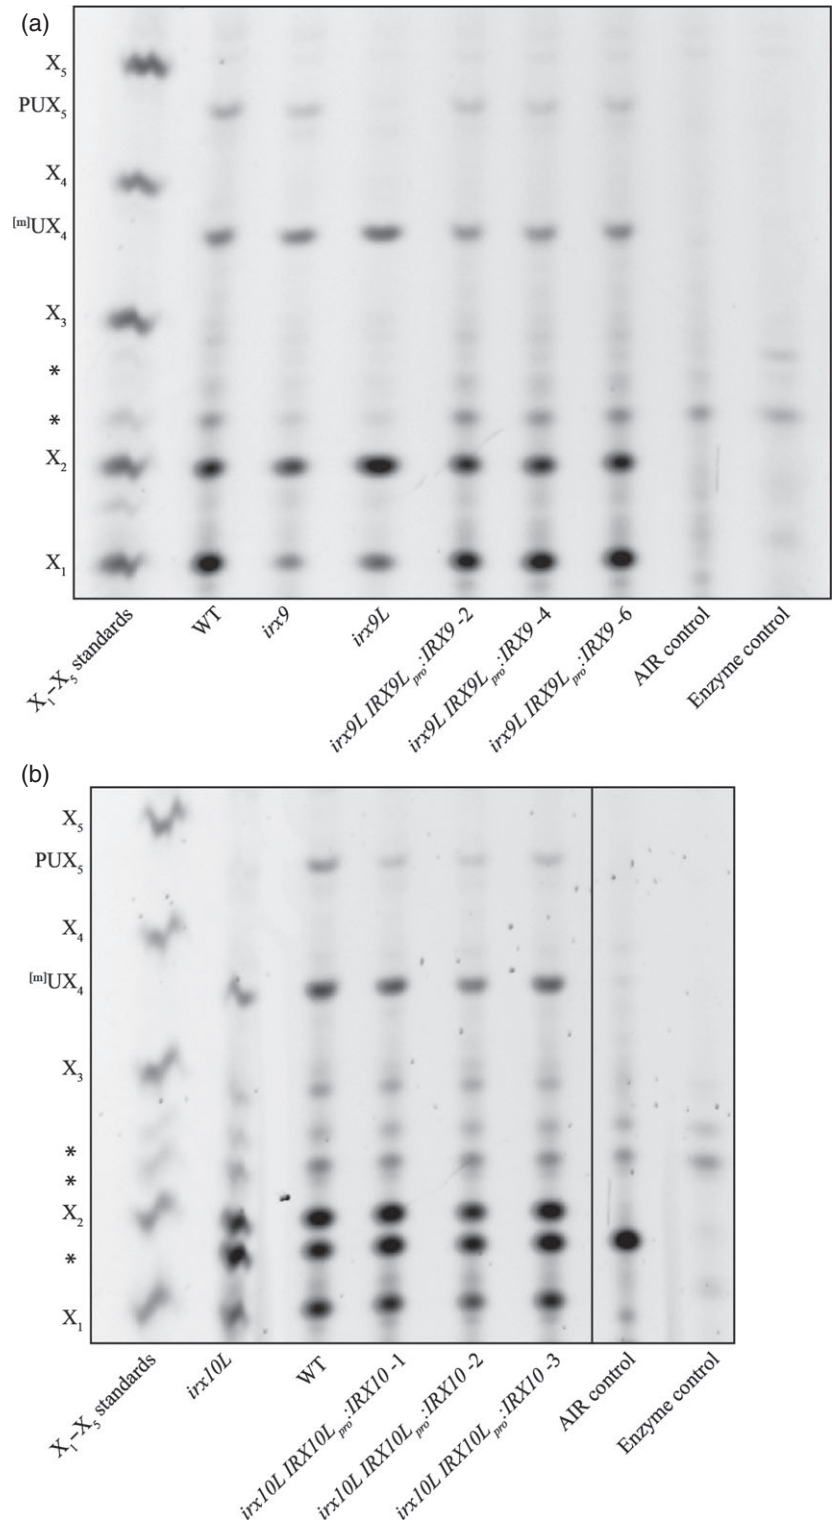 (a)
X5
PUX5
X4
[m]UX4
X3
*
*
X2
X1
X1–X5 standards
WT
irx9
irx9L
irx9L IRX9Lpro:IRX9 -2
irx9L IRX9Lpro:IRX9 -4
irx9L IRX9Lpro:IRX9 -6
AIR control
Enzyme control
(b)
X5
PUX5
X4
[m]UX4
X3
*
*
X2
*
X1
X1–X5 standards
irx10L
WT
irx10L IRX10Lpro:IRX10 -1
irx10L IRX10Lpro:IRX10 -2
irx10L IRX10Lpro:IRX10 -3
AIR control
Enzyme control